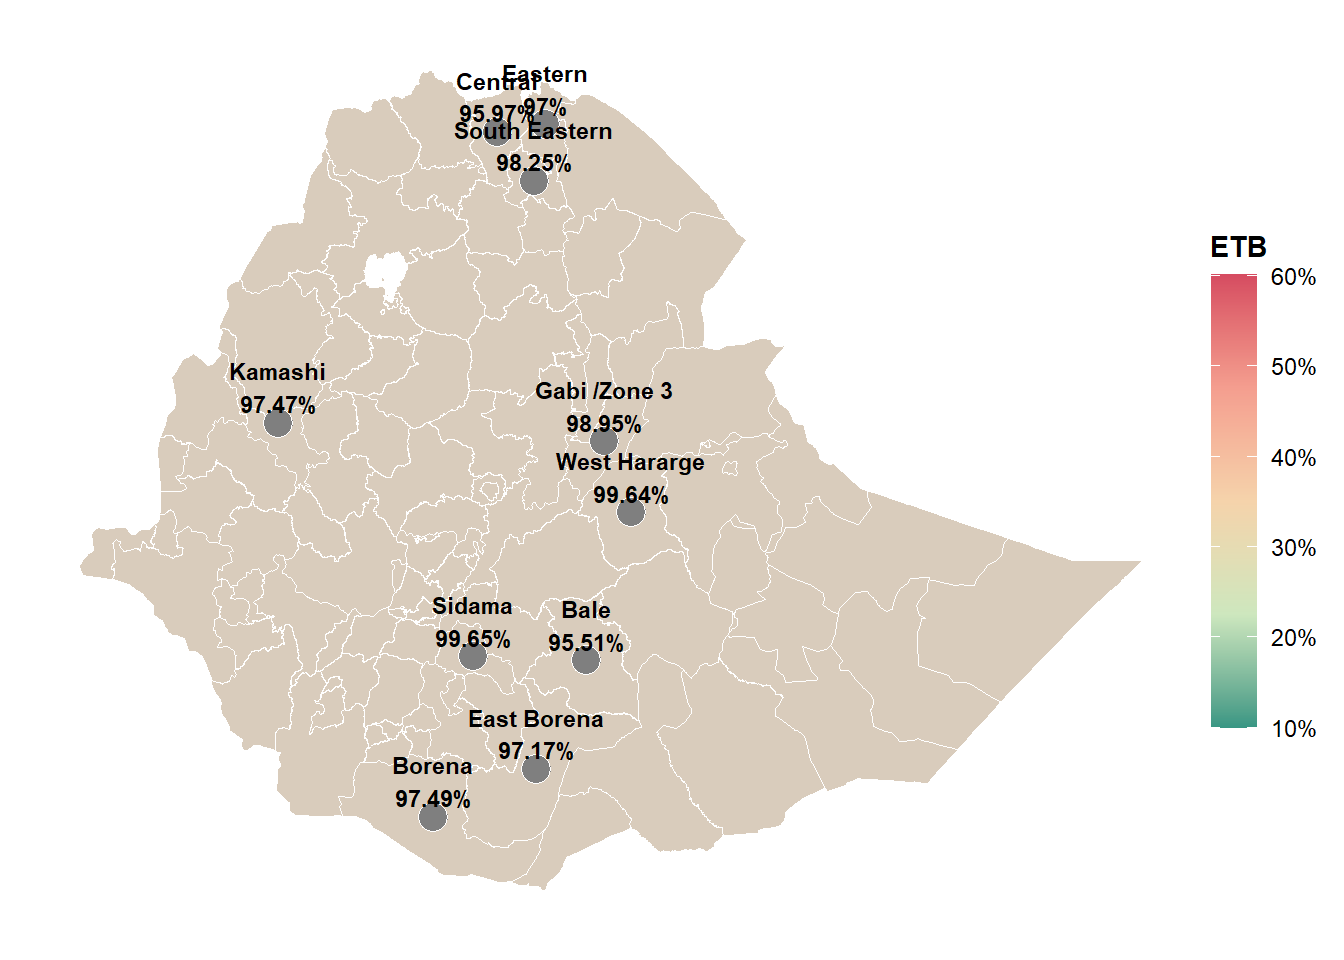 Eastern
97%
Central
95.97%
South Eastern
98.25%
Kamashi
97.47%
Gabi /Zone 3
98.95%
West Hararge
99.64%
Sidama
99.65%
Bale
95.51%
East Borena
97.17%
Borena
97.49%
ETB
60%
50%
40%
30%
20%
10%